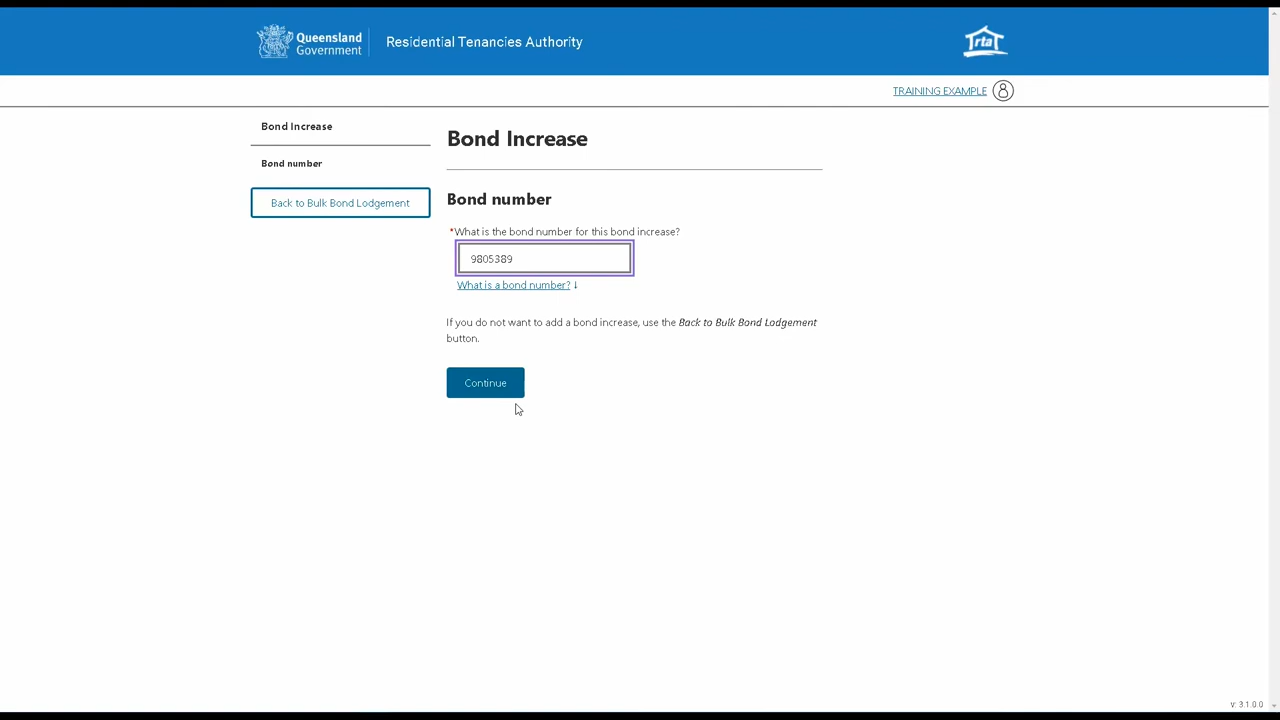 Queensland
Government
Residential Tenancies Authority
rta
TRAINING EXAMPLE
Bond Increase
Bond number
Back to Bulk Bond Lodgement
Bond Increase
Bond number
*What is the bond number for this bond increase?
9805389
What is a bond number? ↓
If you do not want to add a bond increase, use the Back to Bulk Bond Lodgement
button.
Continue
v: 3.1.0.0